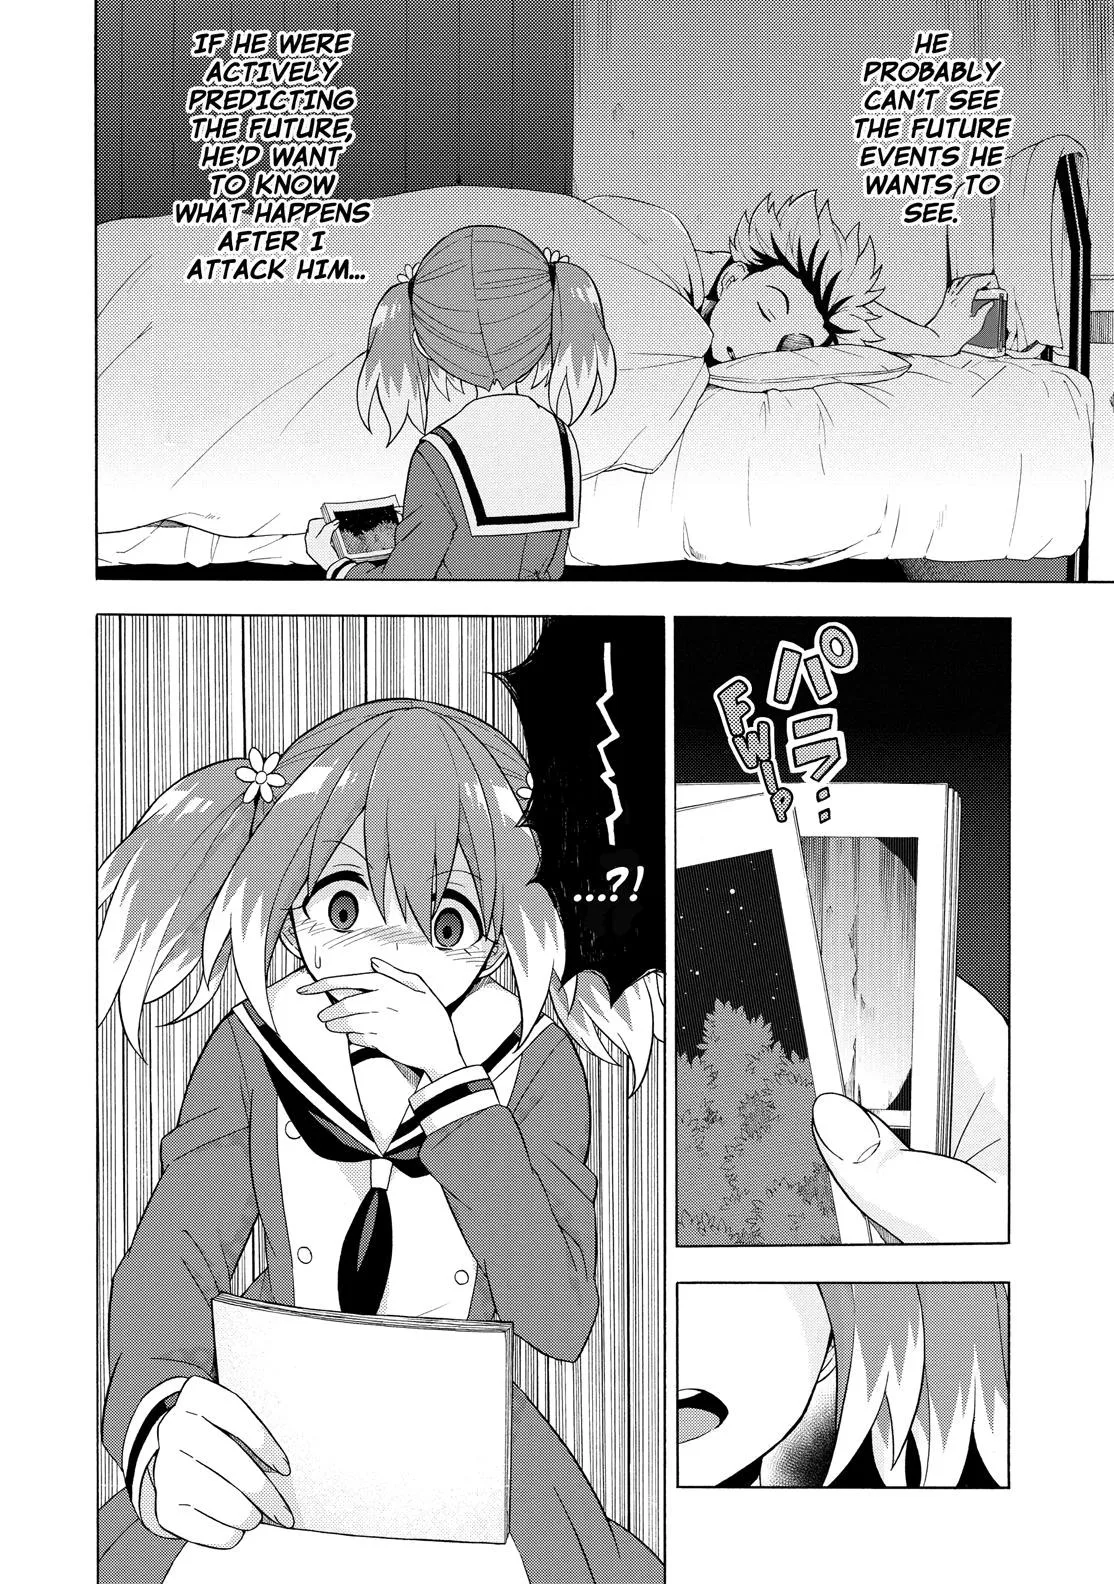 HE
PROBABLY
CAN'T SEE
THE FUTURE
EVENTS HE
WANTS TO
SEE.
IF HE WERE
ACTIVELY
PREDICTING
THE FUTURE,
HE'D WANT
TO KNOW
WHAT HAPPENS
AFTER I
ATTACK HIM...
パラ…
FWIP
...?!